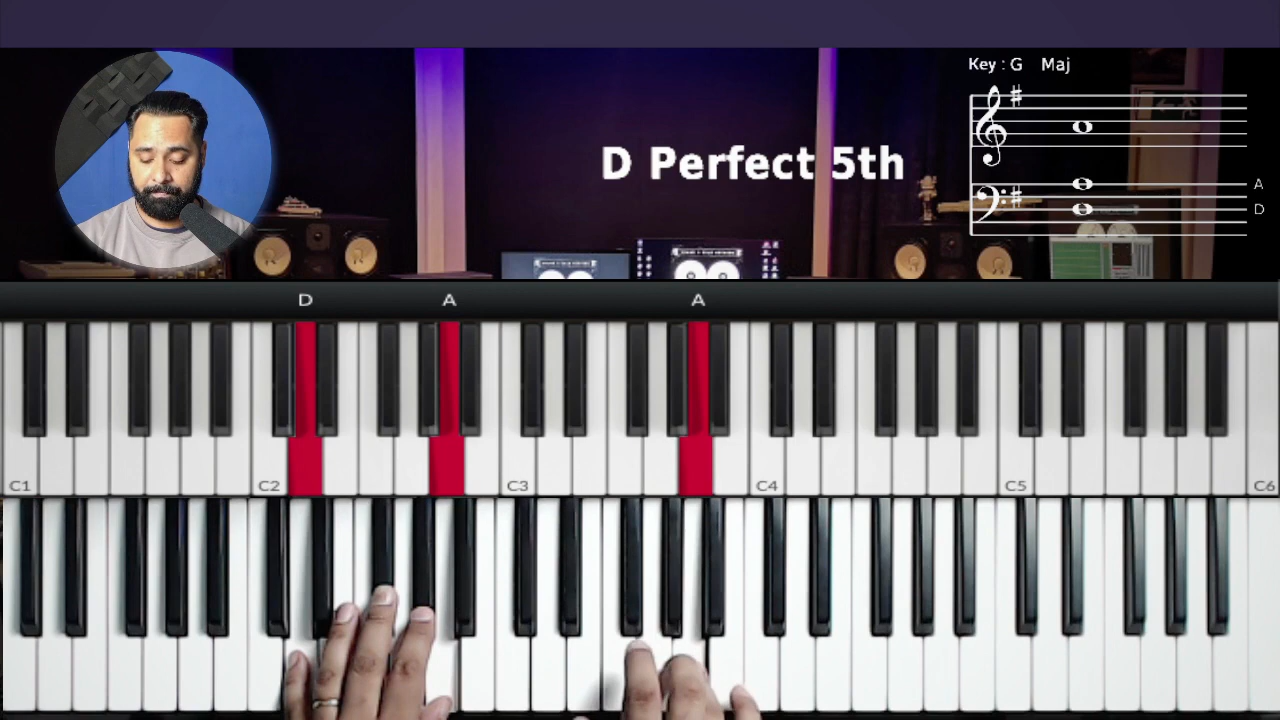 Key : G Maj
D Perfect 5th
A
D
D A A
C1 C2 C3 C4 C5 C6